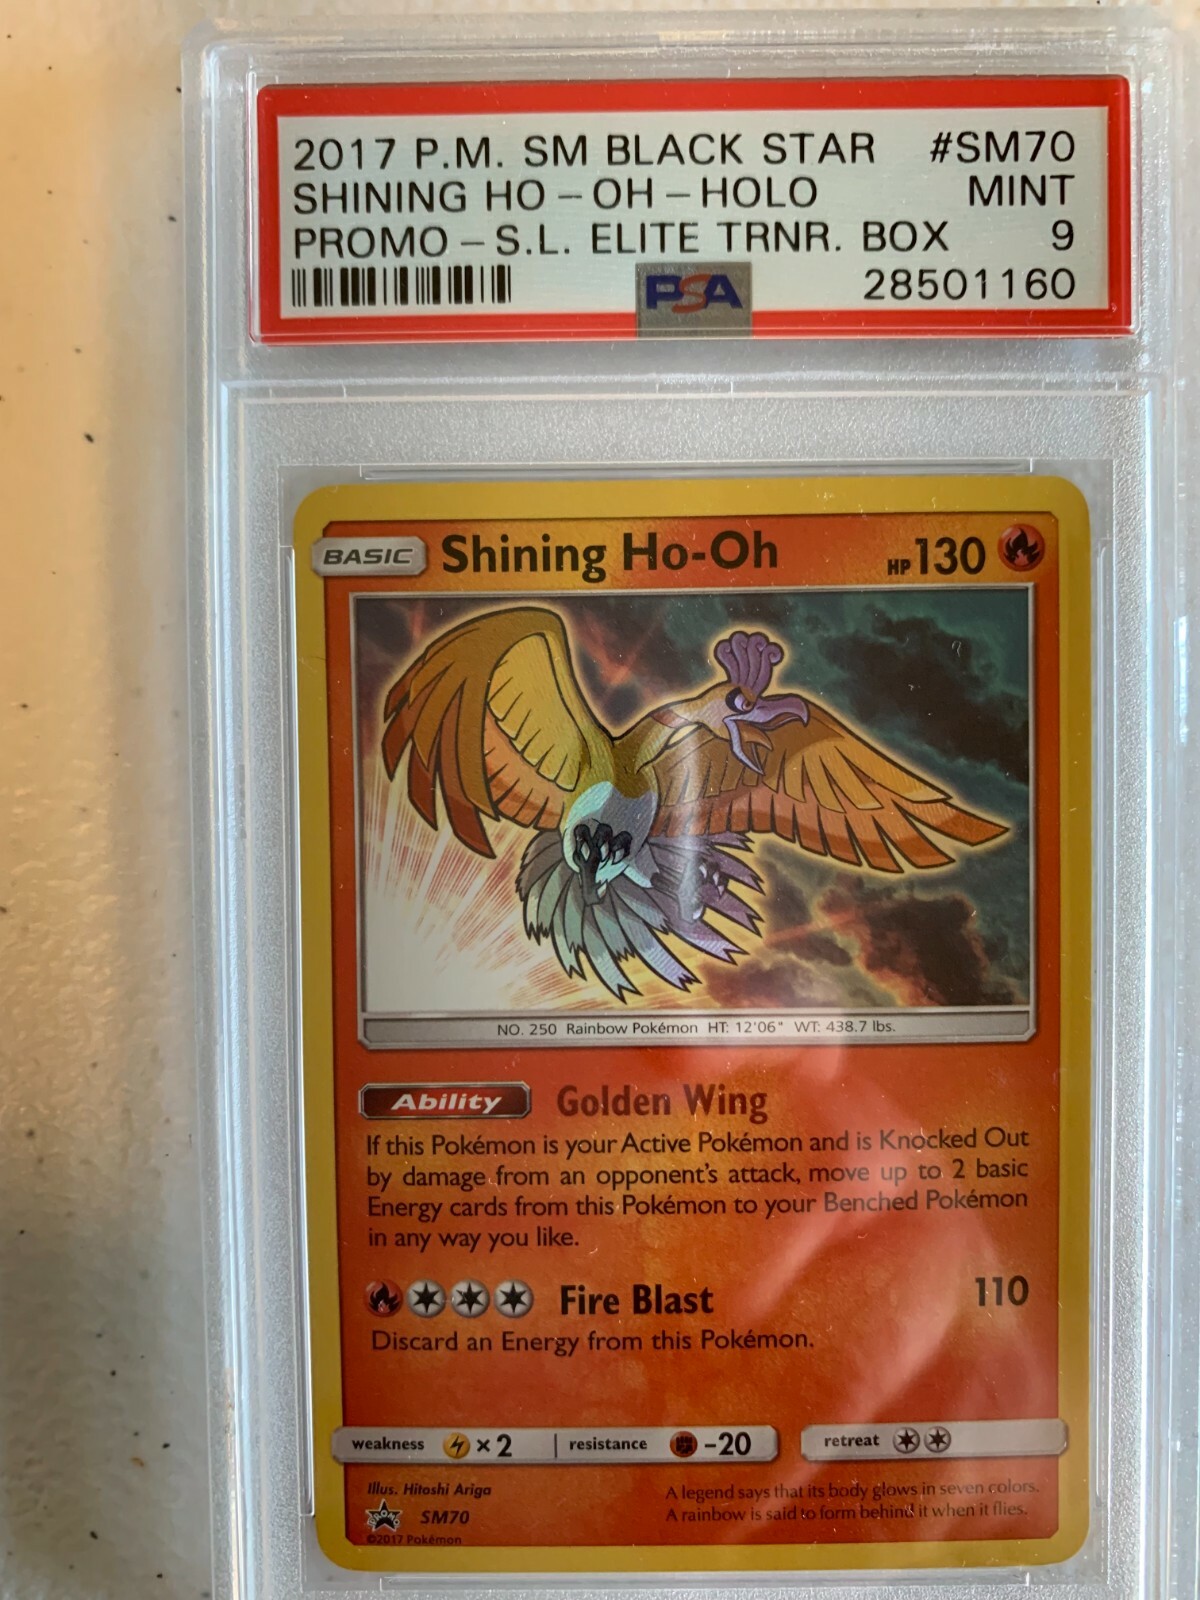 2017 P.M. SM BLACK STAR #SM70
SHINING HO-OH-HOLO MINT
PROMO-S.L. ELITE TRNR. BOX 9
PSA 28501160
BASIC Shining Ho-Oh HP 130
NO. 250 Rainbow Pokémon HT: 12'06" WT: 438.7 lbs.
Ability Golden Wing
If this Pokémon is your Active Pokémon and is Knocked Out
by damage from an opponent's attack, move up to 2 basic
Energy cards from this Pokémon to your Benched Pokémon
in any way you like.
Fire Blast 110
Discard an Energy from this Pokémon.
weakness ×2 resistance -20 retreat
Illus. Hitoshi Ariga
A legend says that its body glows in seven colors.
A rainbow is said to form behind it when it flies.
PROMO SM70
©2017 Pokémon